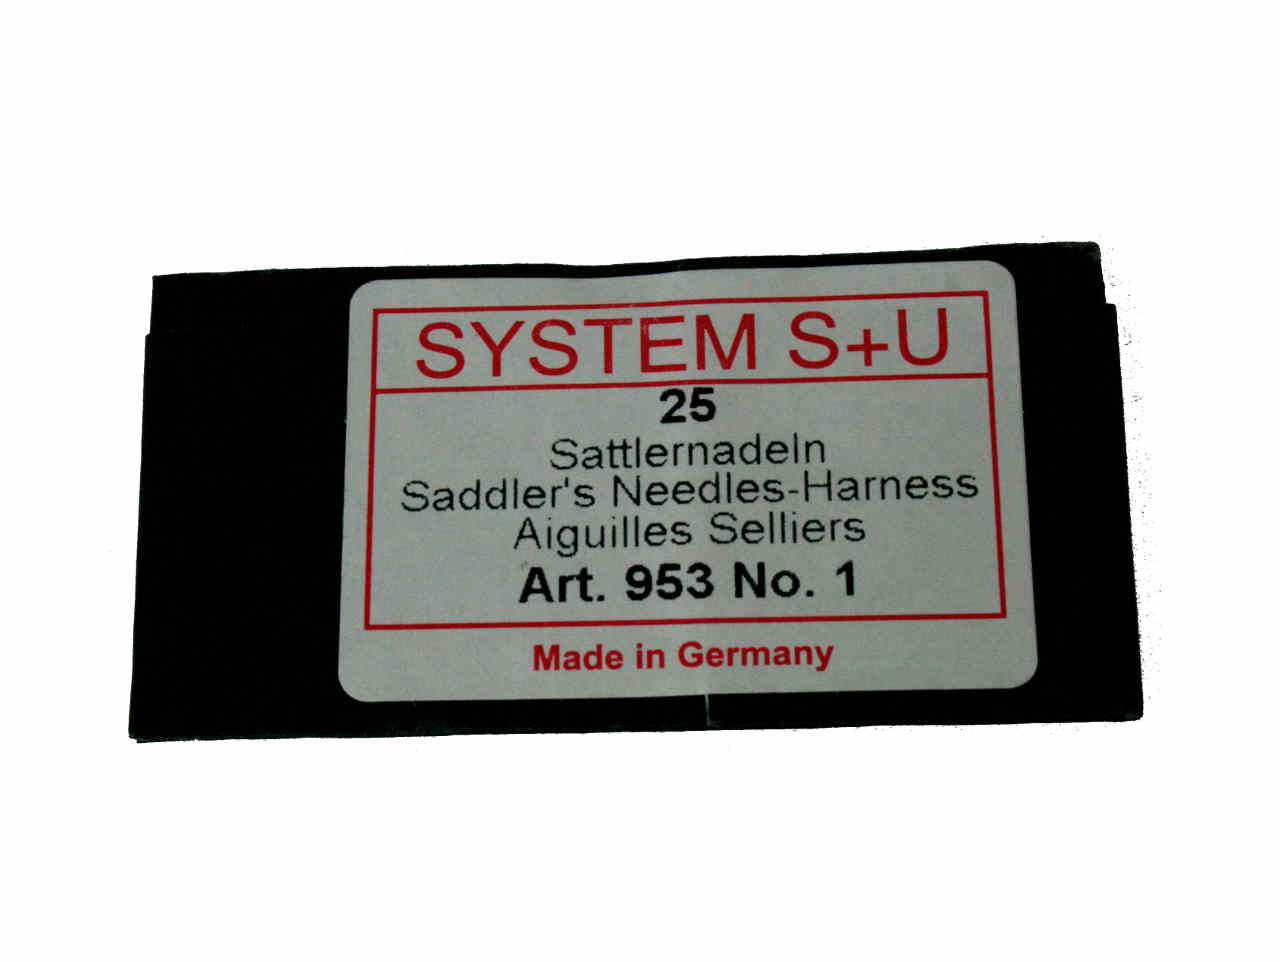 SYSTEM S+U
25
Sattlernadeln
Saddler's Needles-Harness
Aiguilles Selliers
Art. 953 No. 1
Made in Germany